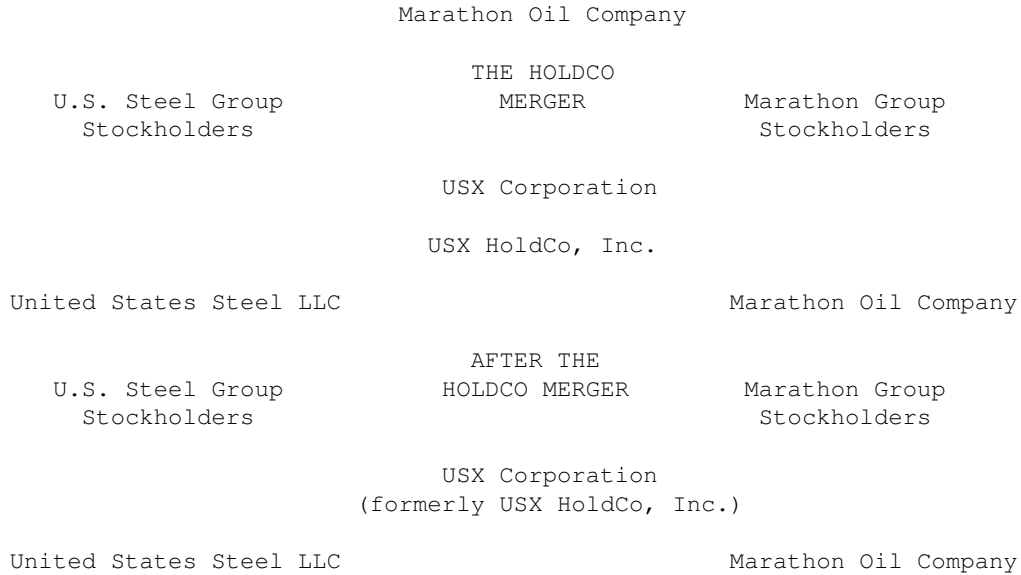 Marathon Oil Company
THE HOLDCO
U.S. Steel Group MERGER Marathon Group
Stockholders Stockholders
USX Corporation
USX HoldCo, Inc.
United States Steel LLC Marathon Oil Company
AFTER THE
U.S. Steel Group HOLDCO MERGER Marathon Group
Stockholders Stockholders
USX Corporation
(formerly USX HoldCo, Inc.)
United States Steel LLC Marathon Oil Company